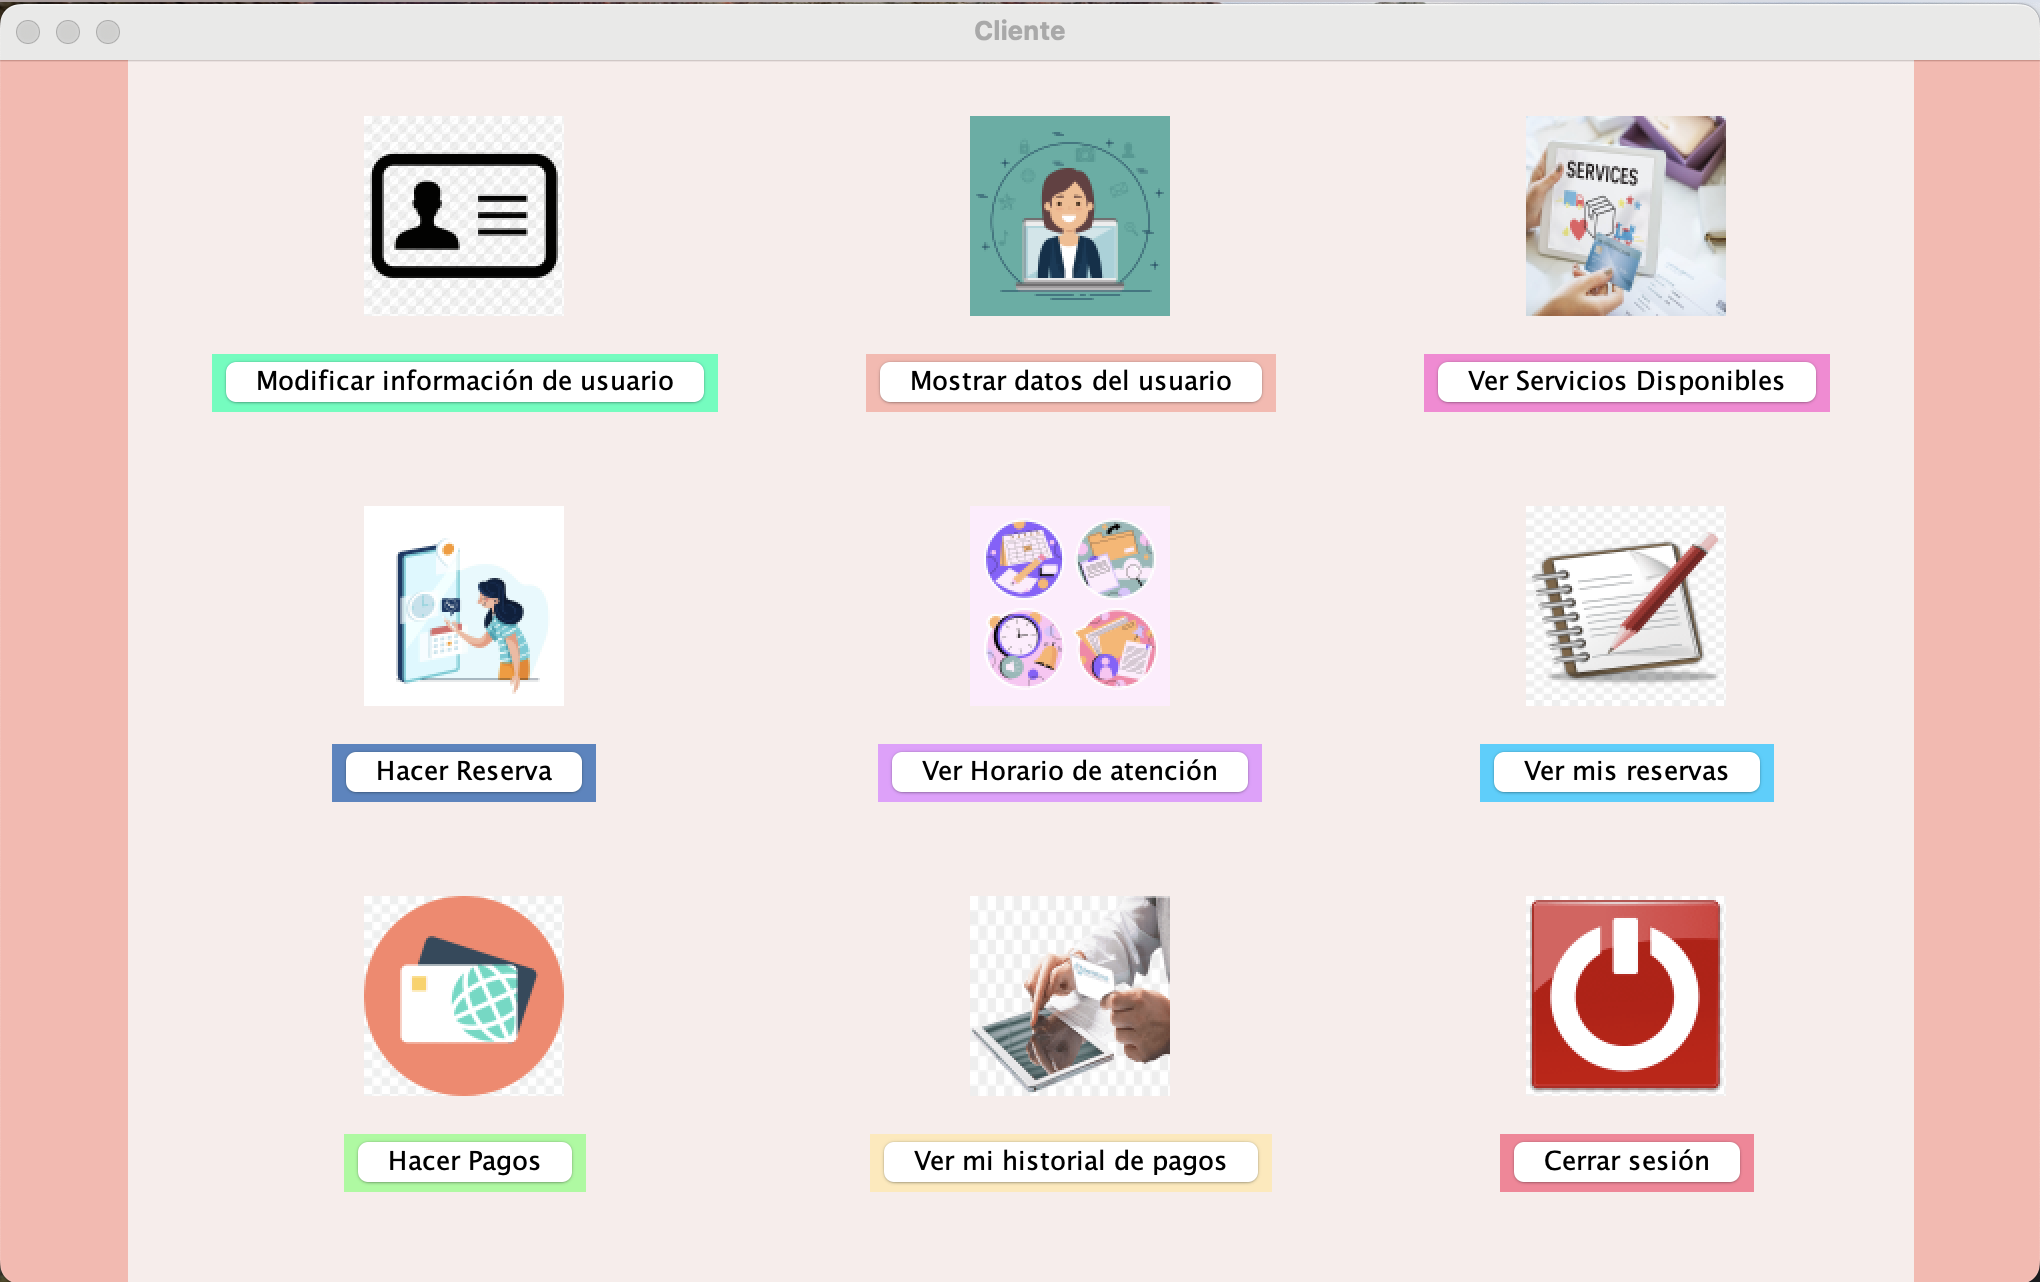 Cliente
SERVICES
Modificar información de usuario
Mostrar datos del usuario
Ver Servicios Disponibles
Hacer Reserva
Ver Horario de atención
Ver mis reservas
Hacer Pagos
Ver mi historial de pagos
Cerrar sesión